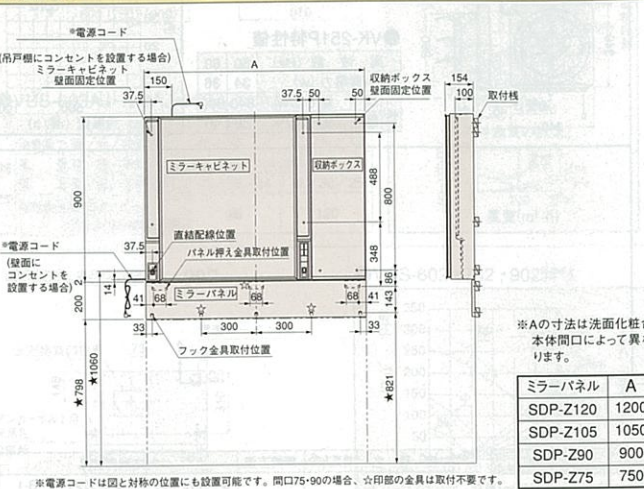 *電源コード
(吊戸棚にコンセントを設置する場合)
ミラーキャビネット
壁面固定位置
A
150
37.5
37.5 50
50
収納ボックス
壁面固定位置
154
100
取付桟
ミラーキャビネット
収納ボックス
900
488
800
348
直結配線位置
パネル押え金具取付位置
*電源コード
(壁面に
コンセントを
設置する場合)
37.5
2
14
200
41
68
ミラーパネル
☆
68
☆
68
41
86
143
33
☆
300
300
☆
33
フック金具取付位置
★798
★1060
★821
※Aの寸法は洗面化粧台
本体間口によって異な
ります。
ミラーパネル A
SDP-Z120 1200
SDP-Z105 1050
SDP-Z90 900
SDP-Z75 750
※電源コードは図と対称の位置にも設置可能です。間口75・90の場合、☆印部の金具は取付不要です。